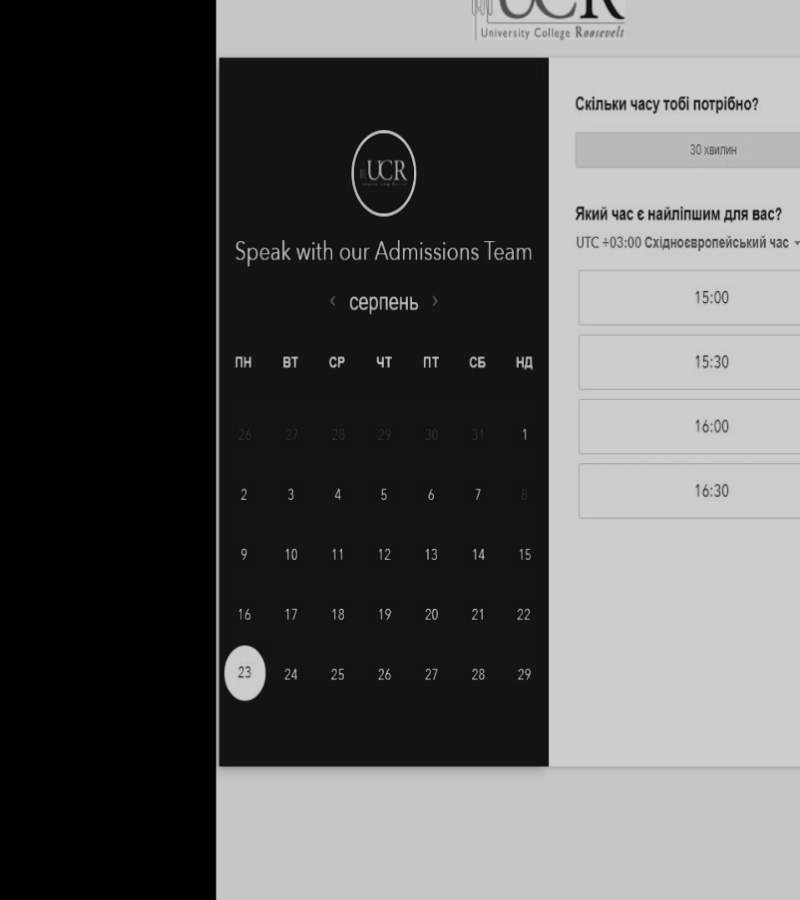 UCR
University College Roosevelt
UCR
Speak with our Admissions Team
‹ серпень ›
ПН ВТ СР ЧТ ПТ СБ НД
26 27 28 29 30 31 1
2 3 4 5 6 7 8
9 10 11 12 13 14 15
16 17 18 19 20 21 22
23 24 25 26 27 28 29
Скільки часу тобі потрібно?
30 хвилин
Який час є найліпшим для вас?
UTC +03:00 Східноєвропейський час
15:00
15:30
16:00
16:30